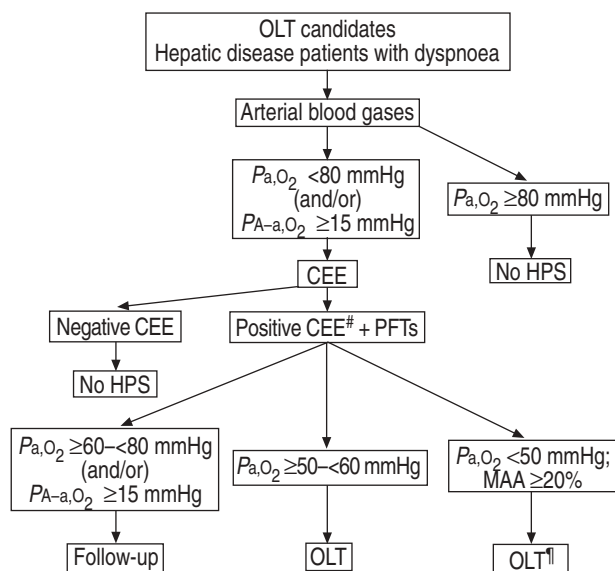 OLT candidates
Hepatic disease patients with dyspnoea
Arterial blood gases
Pa,O2 <80 mmHg
(and/or)
PA–a,O2 ≥15 mmHg
Pa,O2 ≥80 mmHg
CEE
No HPS
Negative CEE
Positive CEE# + PFTs
No HPS
Pa,O2 ≥60–<80 mmHg
(and/or)
PA–a,O2 ≥15 mmHg
Pa,O2 ≥50–<60 mmHg
Pa,O2 <50 mmHg;
MAA ≥20%
Follow-up
OLT
OLT¶